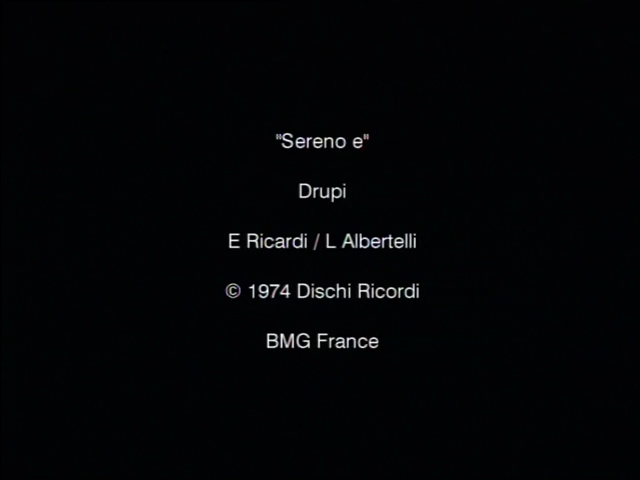 "Sereno e"
Drupi
E Ricardi / L Albertelli
© 1974 Dischi Ricordi
BMG France